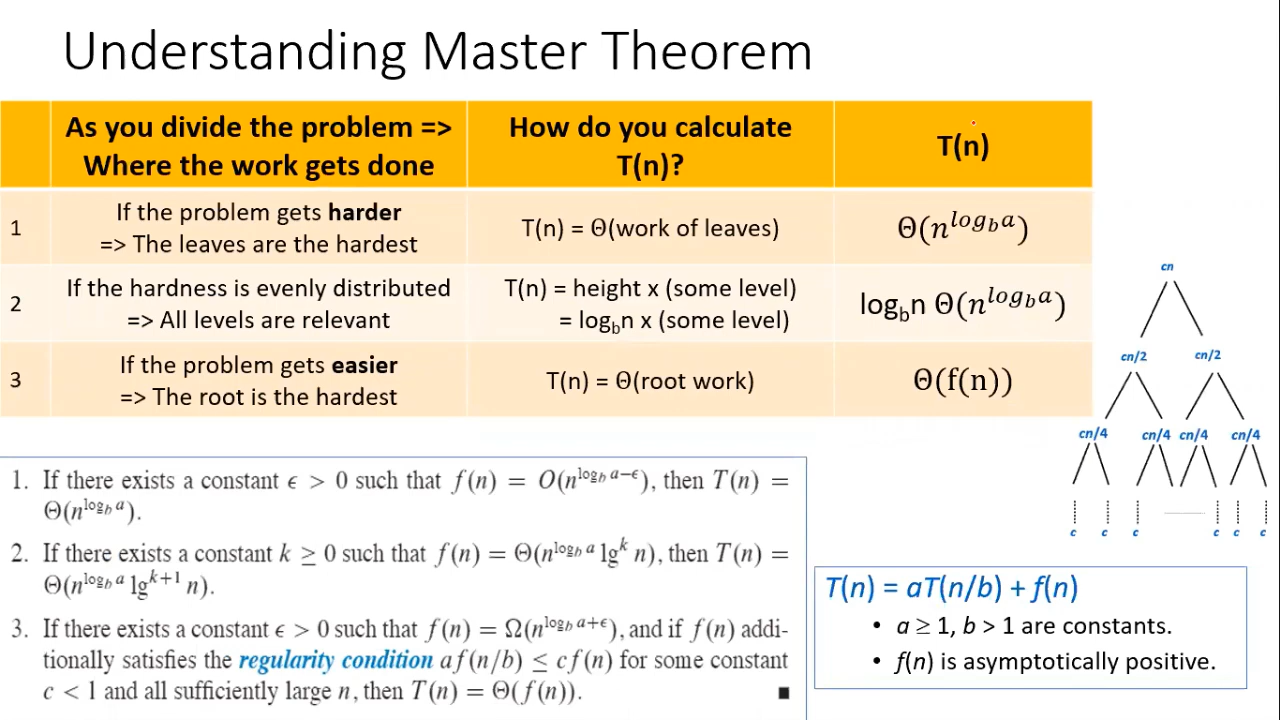 Understanding Master Theorem
As you divide the problem =>
Where the work gets done
How do you calculate
T(n)?
T(n)
1
If the problem gets harder
=> The leaves are the hardest
T(n) = Θ(work of leaves)
Θ(n^{log_b a})
2
If the hardness is evenly distributed
=> All levels are relevant
T(n) = height x (some level)
= log_b n x (some level)
log_b n Θ(n^{log_b a})
3
If the problem gets easier
=> The root is the hardest
T(n) = Θ(root work)
Θ(f(n))
cn
cn/2 cn/2
cn/4 cn/4 cn/4 cn/4
c c c c c c
1. If there exists a constant ϵ > 0 such that f(n) = O(n^{log_b a−ϵ}), then T(n) =
Θ(n^{log_b a}).
2. If there exists a constant k ≥ 0 such that f(n) = Θ(n^{log_b a} lg^k n), then T(n) =
Θ(n^{log_b a} lg^{k+1} n).
3. If there exists a constant ϵ > 0 such that f(n) = Ω(n^{log_b a+ϵ}), and if f(n) addi-
tionally satisfies the regularity condition af(n/b) ≤ cf(n) for some constant
c < 1 and all sufficiently large n, then T(n) = Θ(f(n)). ■
T(n) = aT(n/b) + f(n)
• a ≥ 1, b > 1 are constants.
• f(n) is asymptotically positive.